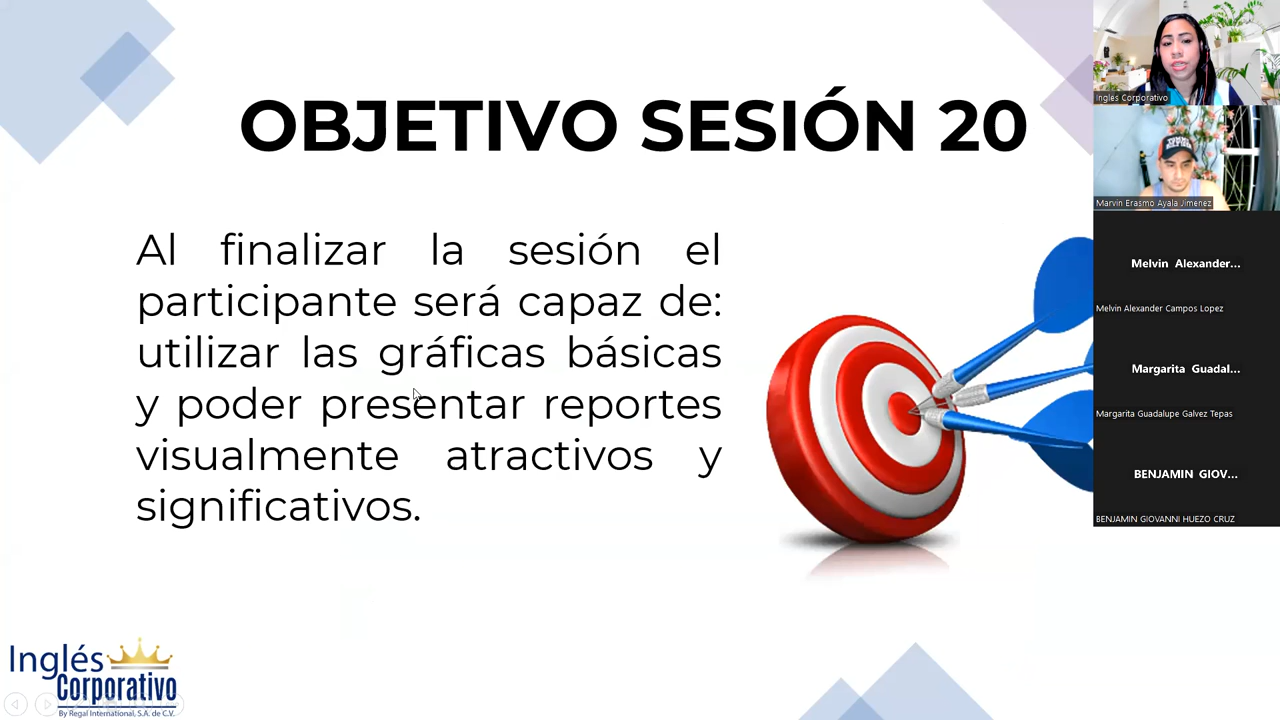 OBJETIVO SESIÓN 20
Al finalizar la sesión el
participante será capaz de:
utilizar las gráficas básicas
y poder presentar reportes
visualmente atractivos y
significativos.
Inglés
Corporativo
By Regal International, S.A. de C.V.
Inglés Corporativo
Marvin Erasmo Ayala Jimenez
Melvin Alexander...
Melvin Alexander Campos Lopez
Margarita Guadal...
Margarita Guadalupe Galvez Tepas
BENJAMIN GIOV...
BENJAMIN GIOVANNI HUEZO CRUZ